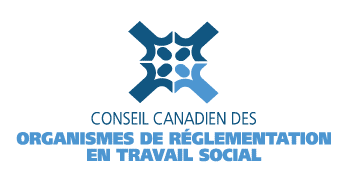 CONSEIL CANADIEN DES
ORGANISMES DE RÉGLEMENTATION
EN TRAVAIL SOCIAL